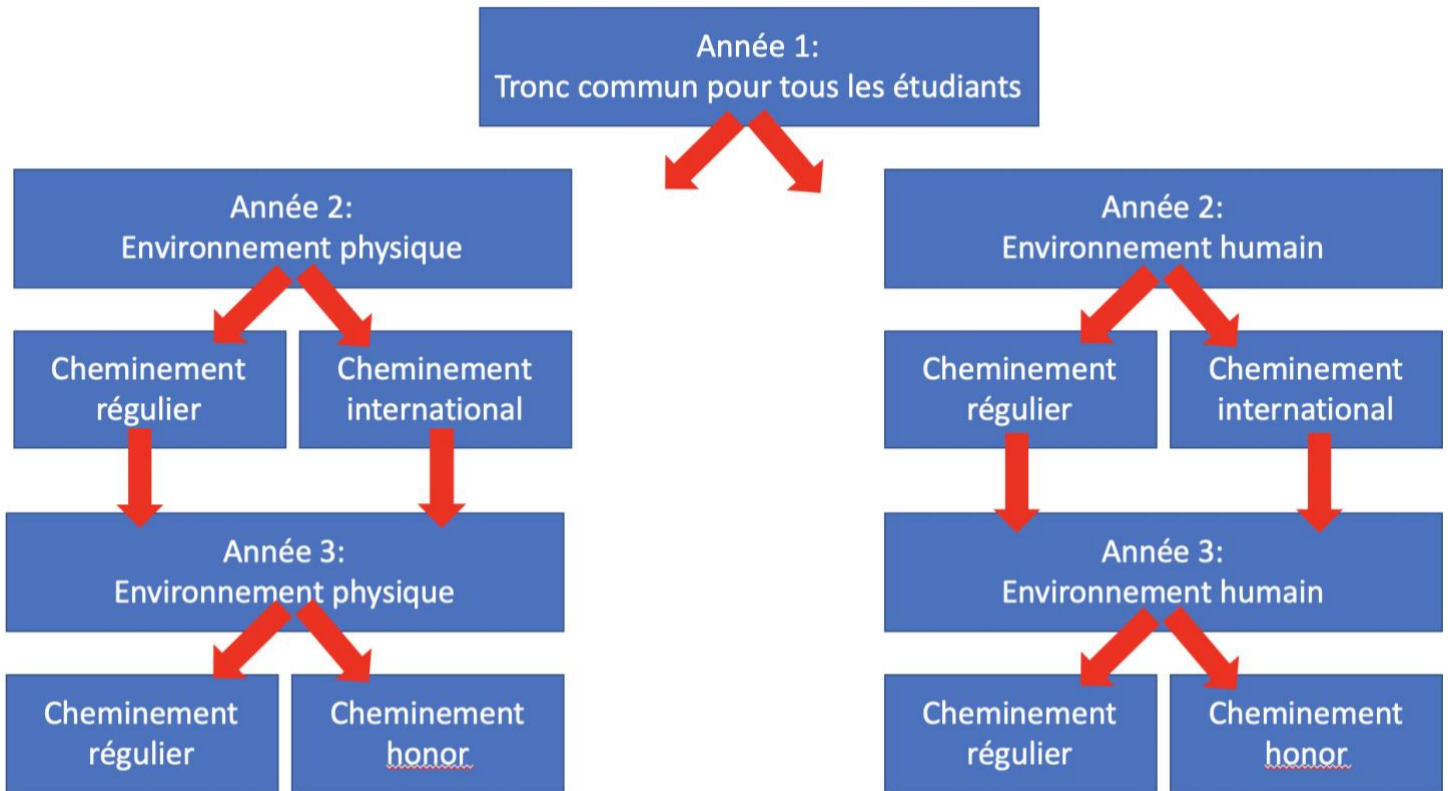 Année 1:
Tronc commun pour tous les étudiants
Année 2:
Environnement physique
Année 2:
Environnement humain
Cheminement
régulier
Cheminement
international
Cheminement
régulier
Cheminement
international
Année 3:
Environnement physique
Année 3:
Environnement humain
Cheminement
régulier
Cheminement
honor
Cheminement
régulier
Cheminement
honor